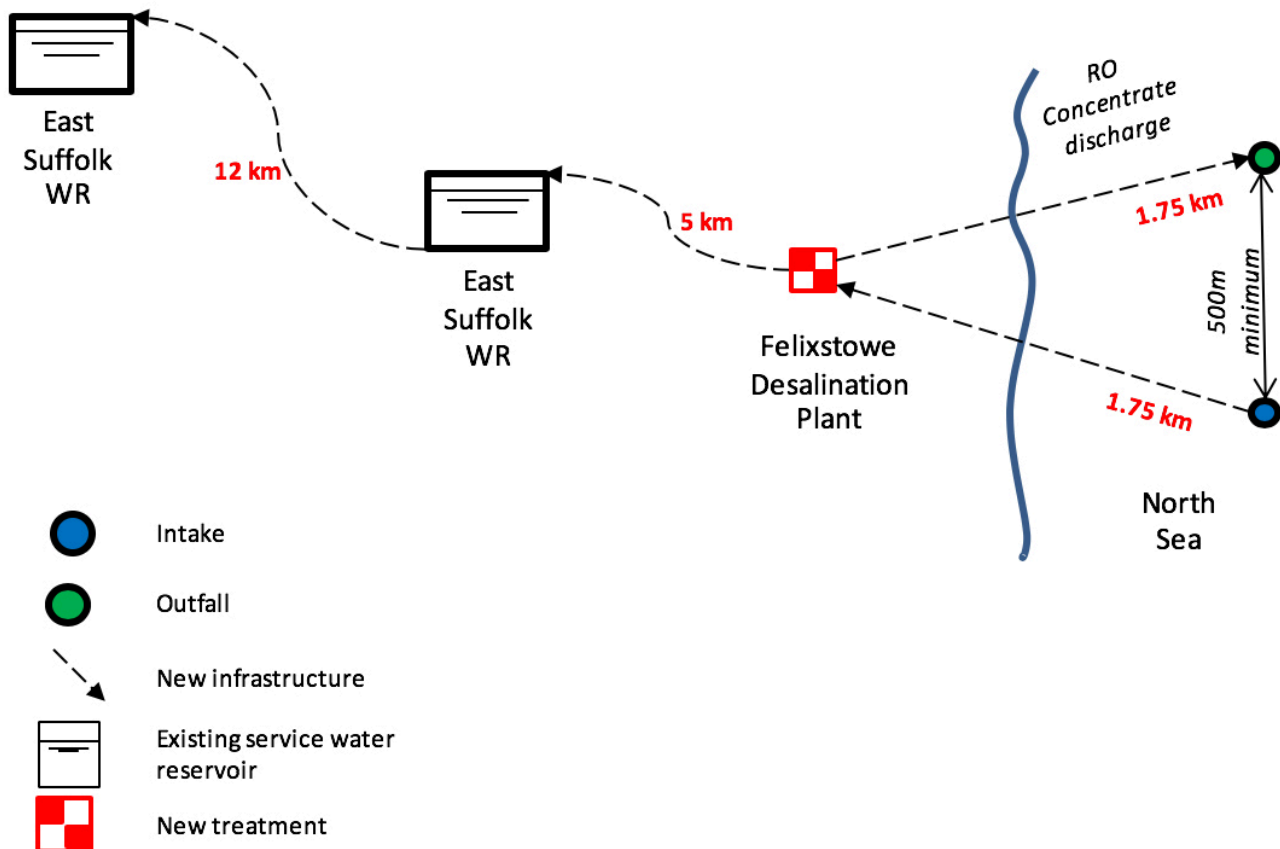 East
Suffolk
WR
12 km
East
Suffolk
WR
5 km
Felixstowe
Desalination
Plant
RO
Concentrate
discharge
1.75 km
500m
minimum
1.75 km
North
Sea
Intake
Outfall
New infrastructure
Existing service water
reservoir
New treatment